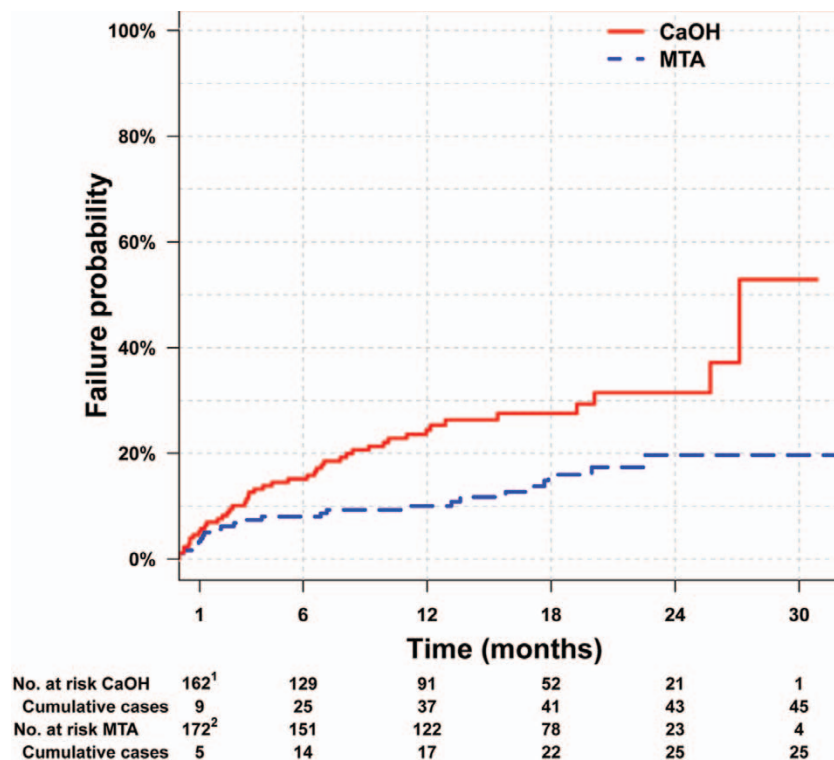 CaOH
MTA
100%
80%
60%
40%
20%
0%
Failure probability
1 6 12 18 24 30
Time (months)
No. at risk CaOH 162¹ 129 91 52 21 1
Cumulative cases 9 25 37 41 43 45
No. at risk MTA 172² 151 122 78 23 4
Cumulative cases 5 14 17 22 25 25